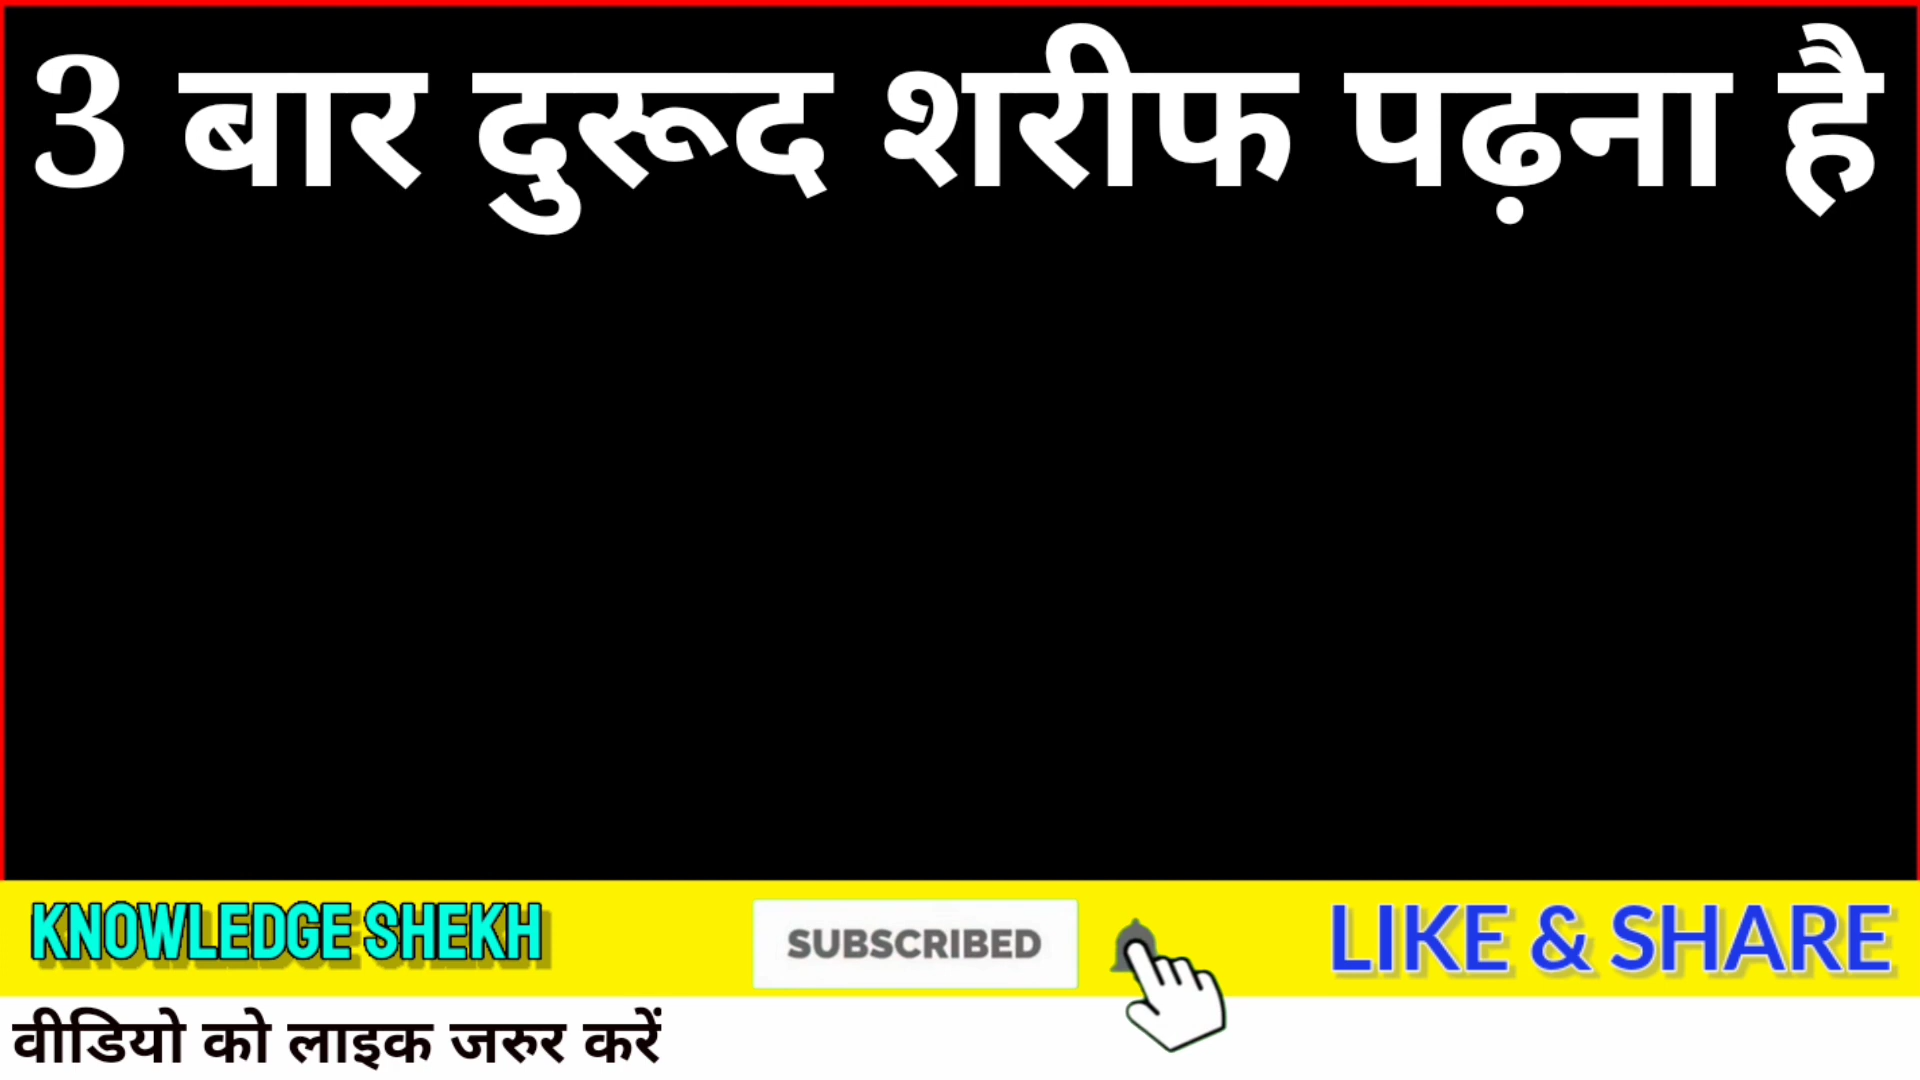 3 बार दुरूद शरीफ पढ़ना है
KNOWLEDGE SHEKH
SUBSCRIBED
LIKE & SHARE
वीडियो को लाइक जरुर करें